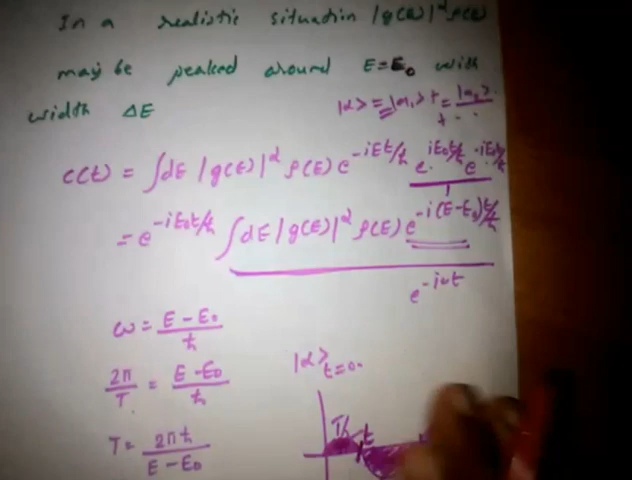 In a realistic situation |g(E)|² ρ(E)
may be peaked around E=E₀ with
width ΔE
|α> = |α₁> + = |α₂>
+ - -
C(t) = ∫dE |g(E)|² ρ(E) e^{-iEt/ħ} e^{iE₀t/ħ} e^{-iE₀t/ħ}
= e^{-iE₀t/ħ} ∫dE |g(E)|² ρ(E) e^{-i(E-E₀)t/ħ}
e^{-iωt}
ω = E - E₀ / ħ
2π / T = E - E₀ / ħ
T = 2πħ / E - E₀
|α>_{t=0.}
t